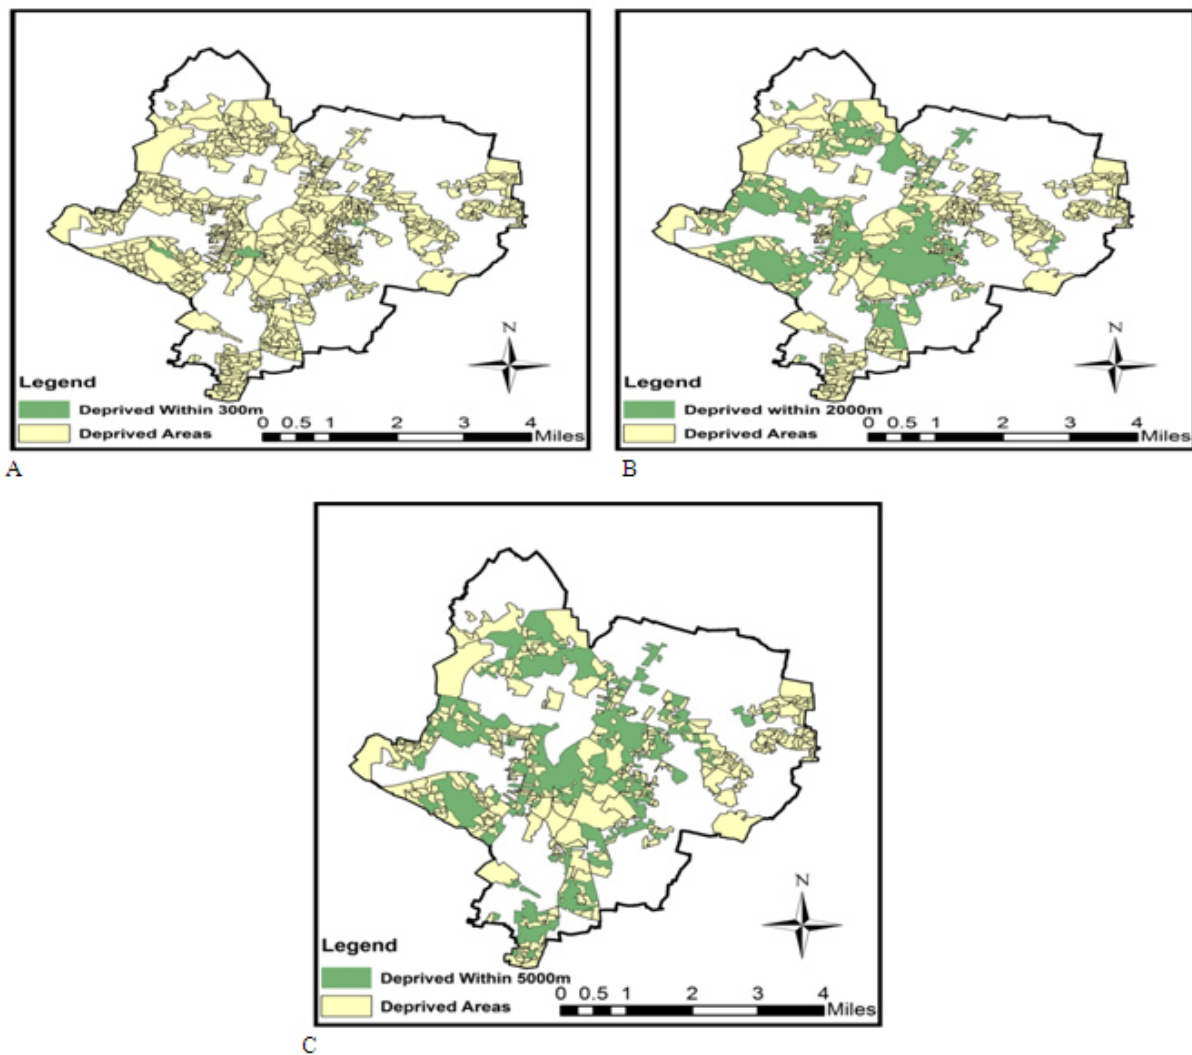 N
Legend
Deprived Within 300m
Deprived Areas
0 0.5 1 2 3 4
Miles
A
N
Legend
Deprived within 2000m
Deprived Areas
0 0.5 1 2 3 4
Miles
B
N
Legend
Deprived Within 5000m
Deprived Areas
0 0.5 1 2 3 4
Miles
C